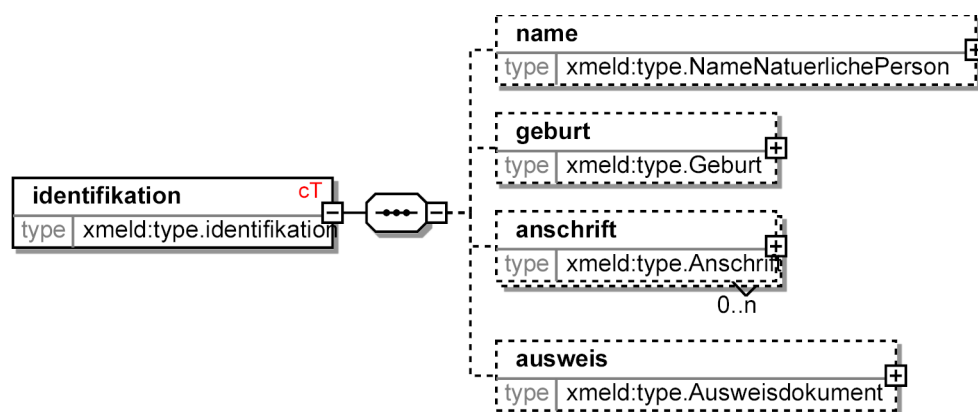 name
type xmeld:type.NameNatuerlichePerson
geburt
type xmeld:type.Geburt
identifikation cT
type xmeld:type.identifikation
anschrift
type xmeld:type.Anschrift
0..n
ausweis
type xmeld:type.Ausweisdokument